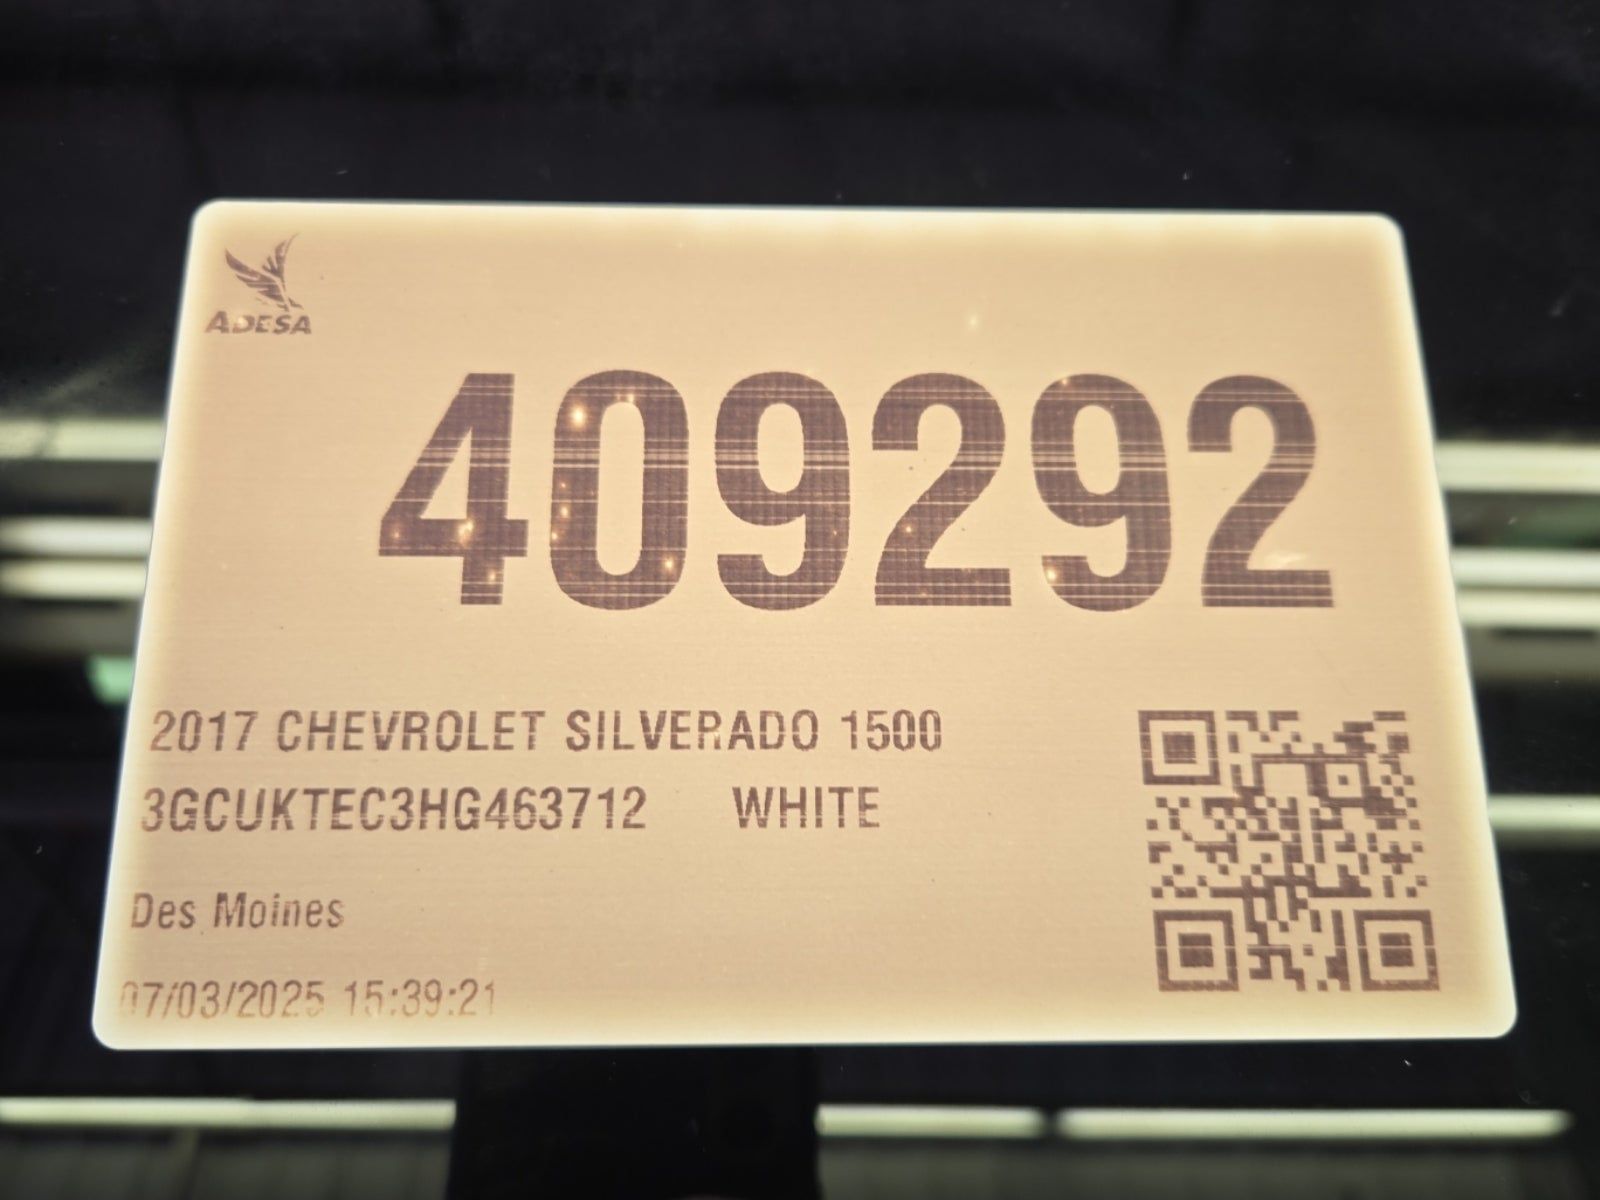 ADESA
409292
2017 CHEVROLET SILVERADO 1500
3GCUKTEC3HG463712 WHITE
Des Moines
07/03/2025 15:39:21